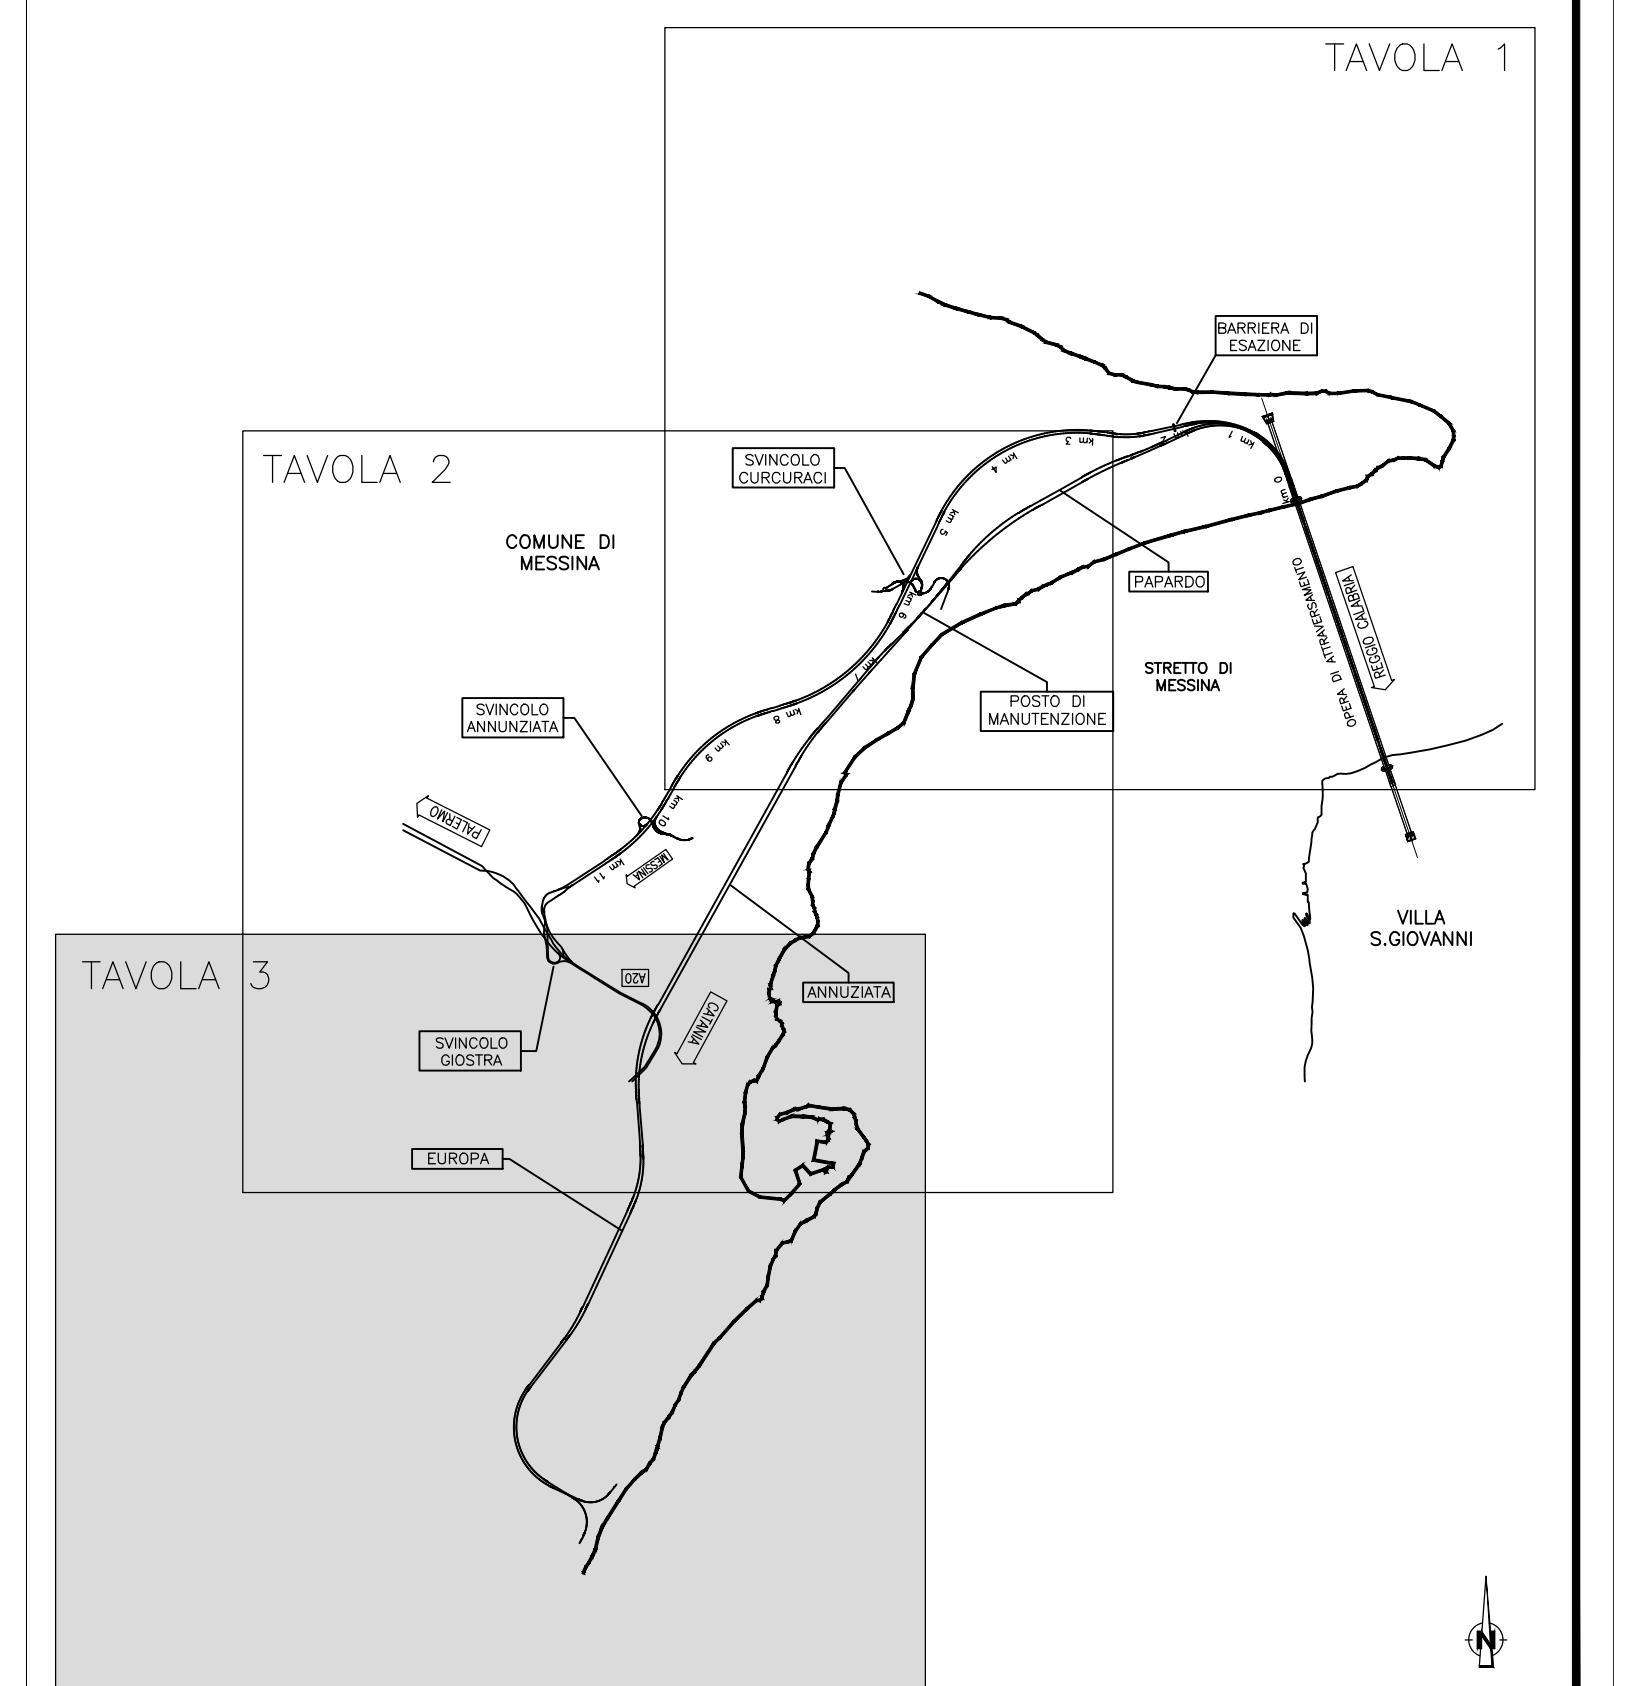 TAVOLA 1
BARRIERA DI
ESAZIONE
TAVOLA 2
SVINCOLO
CURCURACI
km 0
km 1
km 2
km 3
km 4
km 5
km 6
km 7
km 8
km 9
km 10
km 11
COMUNE DI
MESSINA
PAPARDO
OPERA DI ATTRAVERSAMENTO
REGGIO CALABRIA
STRETTO DI
MESSINA
POSTO DI
MANUTENZIONE
SVINCOLO
ANNUNZIATA
PALERMO
MESSINA
VILLA
S.GIOVANNI
TAVOLA 3
A20
ANNUZIATA
CATANIA
SVINCOLO
GIOSTRA
EUROPA
N